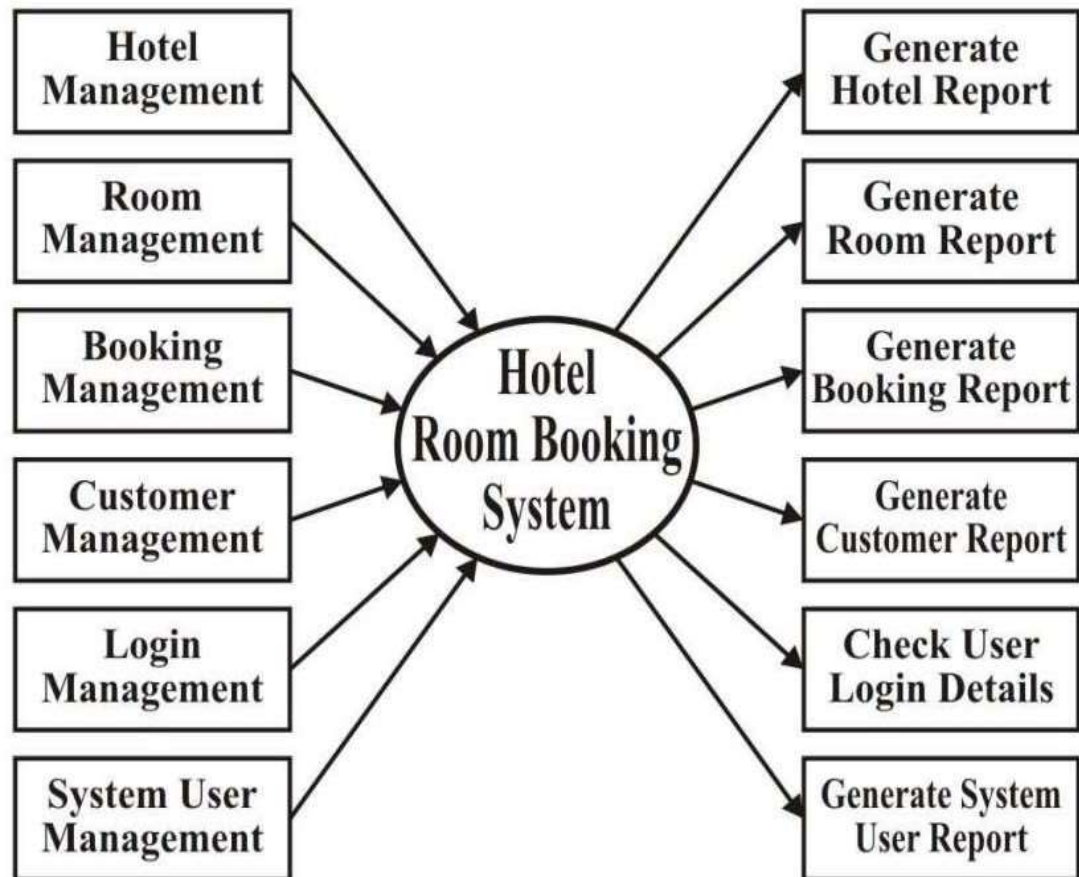 Hotel
Management
Room
Management
Booking
Management
Customer
Management
Login
Management
System User
Management
Hotel
Room Booking
System
Generate
Hotel Report
Generate
Room Report
Generate
Booking Report
Generate
Customer Report
Check User
Login Details
Generate System
User Report